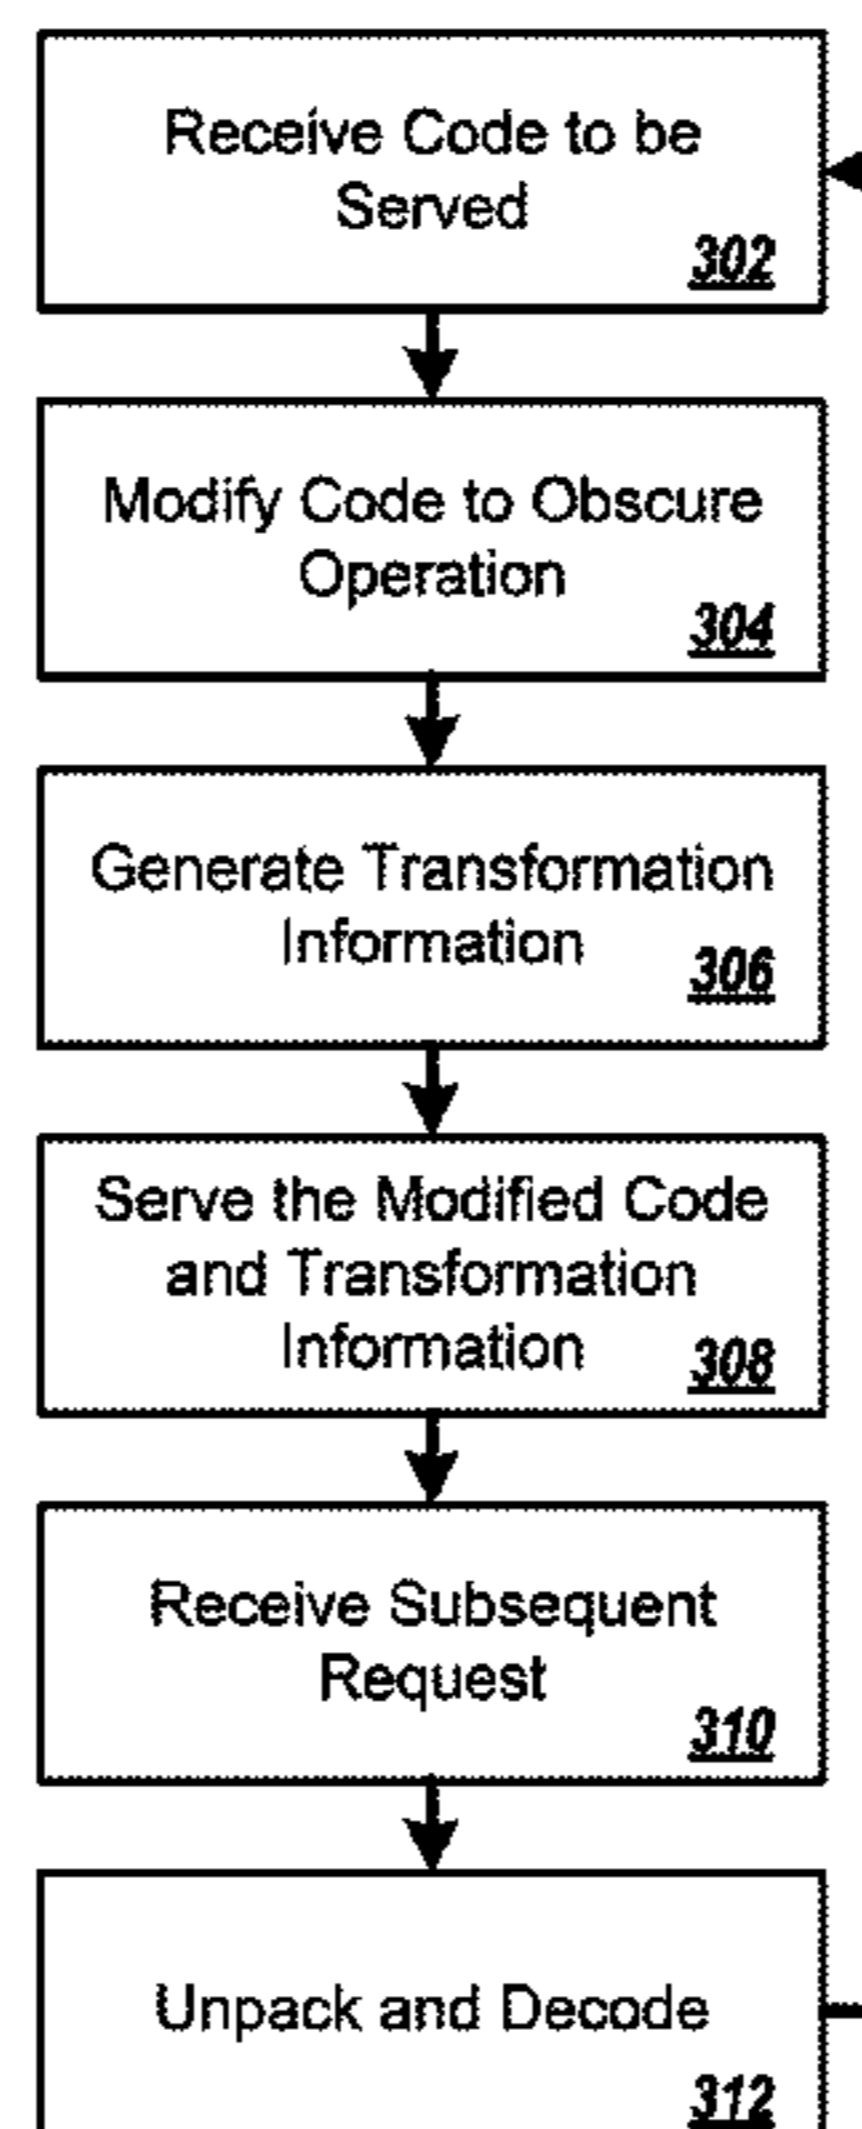 Receive Code to be
Served
302
Modify Code to Obscure
Operation
304
Generate Transformation
Information
306
Serve the Modified Code
and Transformation
Information
308
Receive Subsequent
Request
310
Unpack and Decode
312